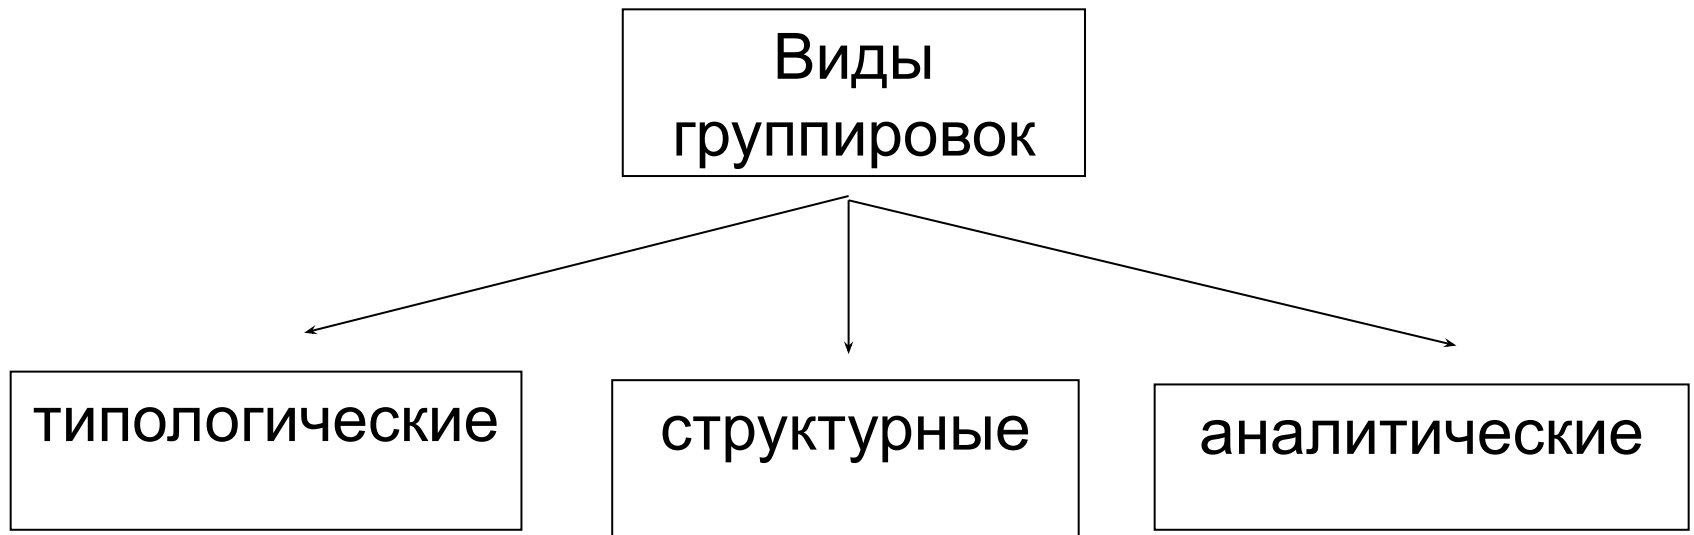 Виды
группировок
типологические
структурные
аналитические